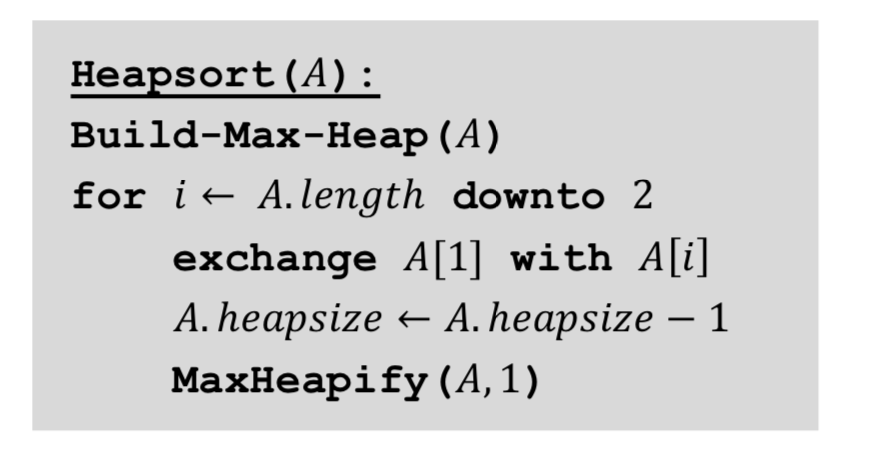 Heapsort(A):
Build-Max-Heap(A)
for i ← A.length downto 2
exchange A[1] with A[i]
A.heapsize ← A.heapsize − 1
MaxHeapify(A,1)